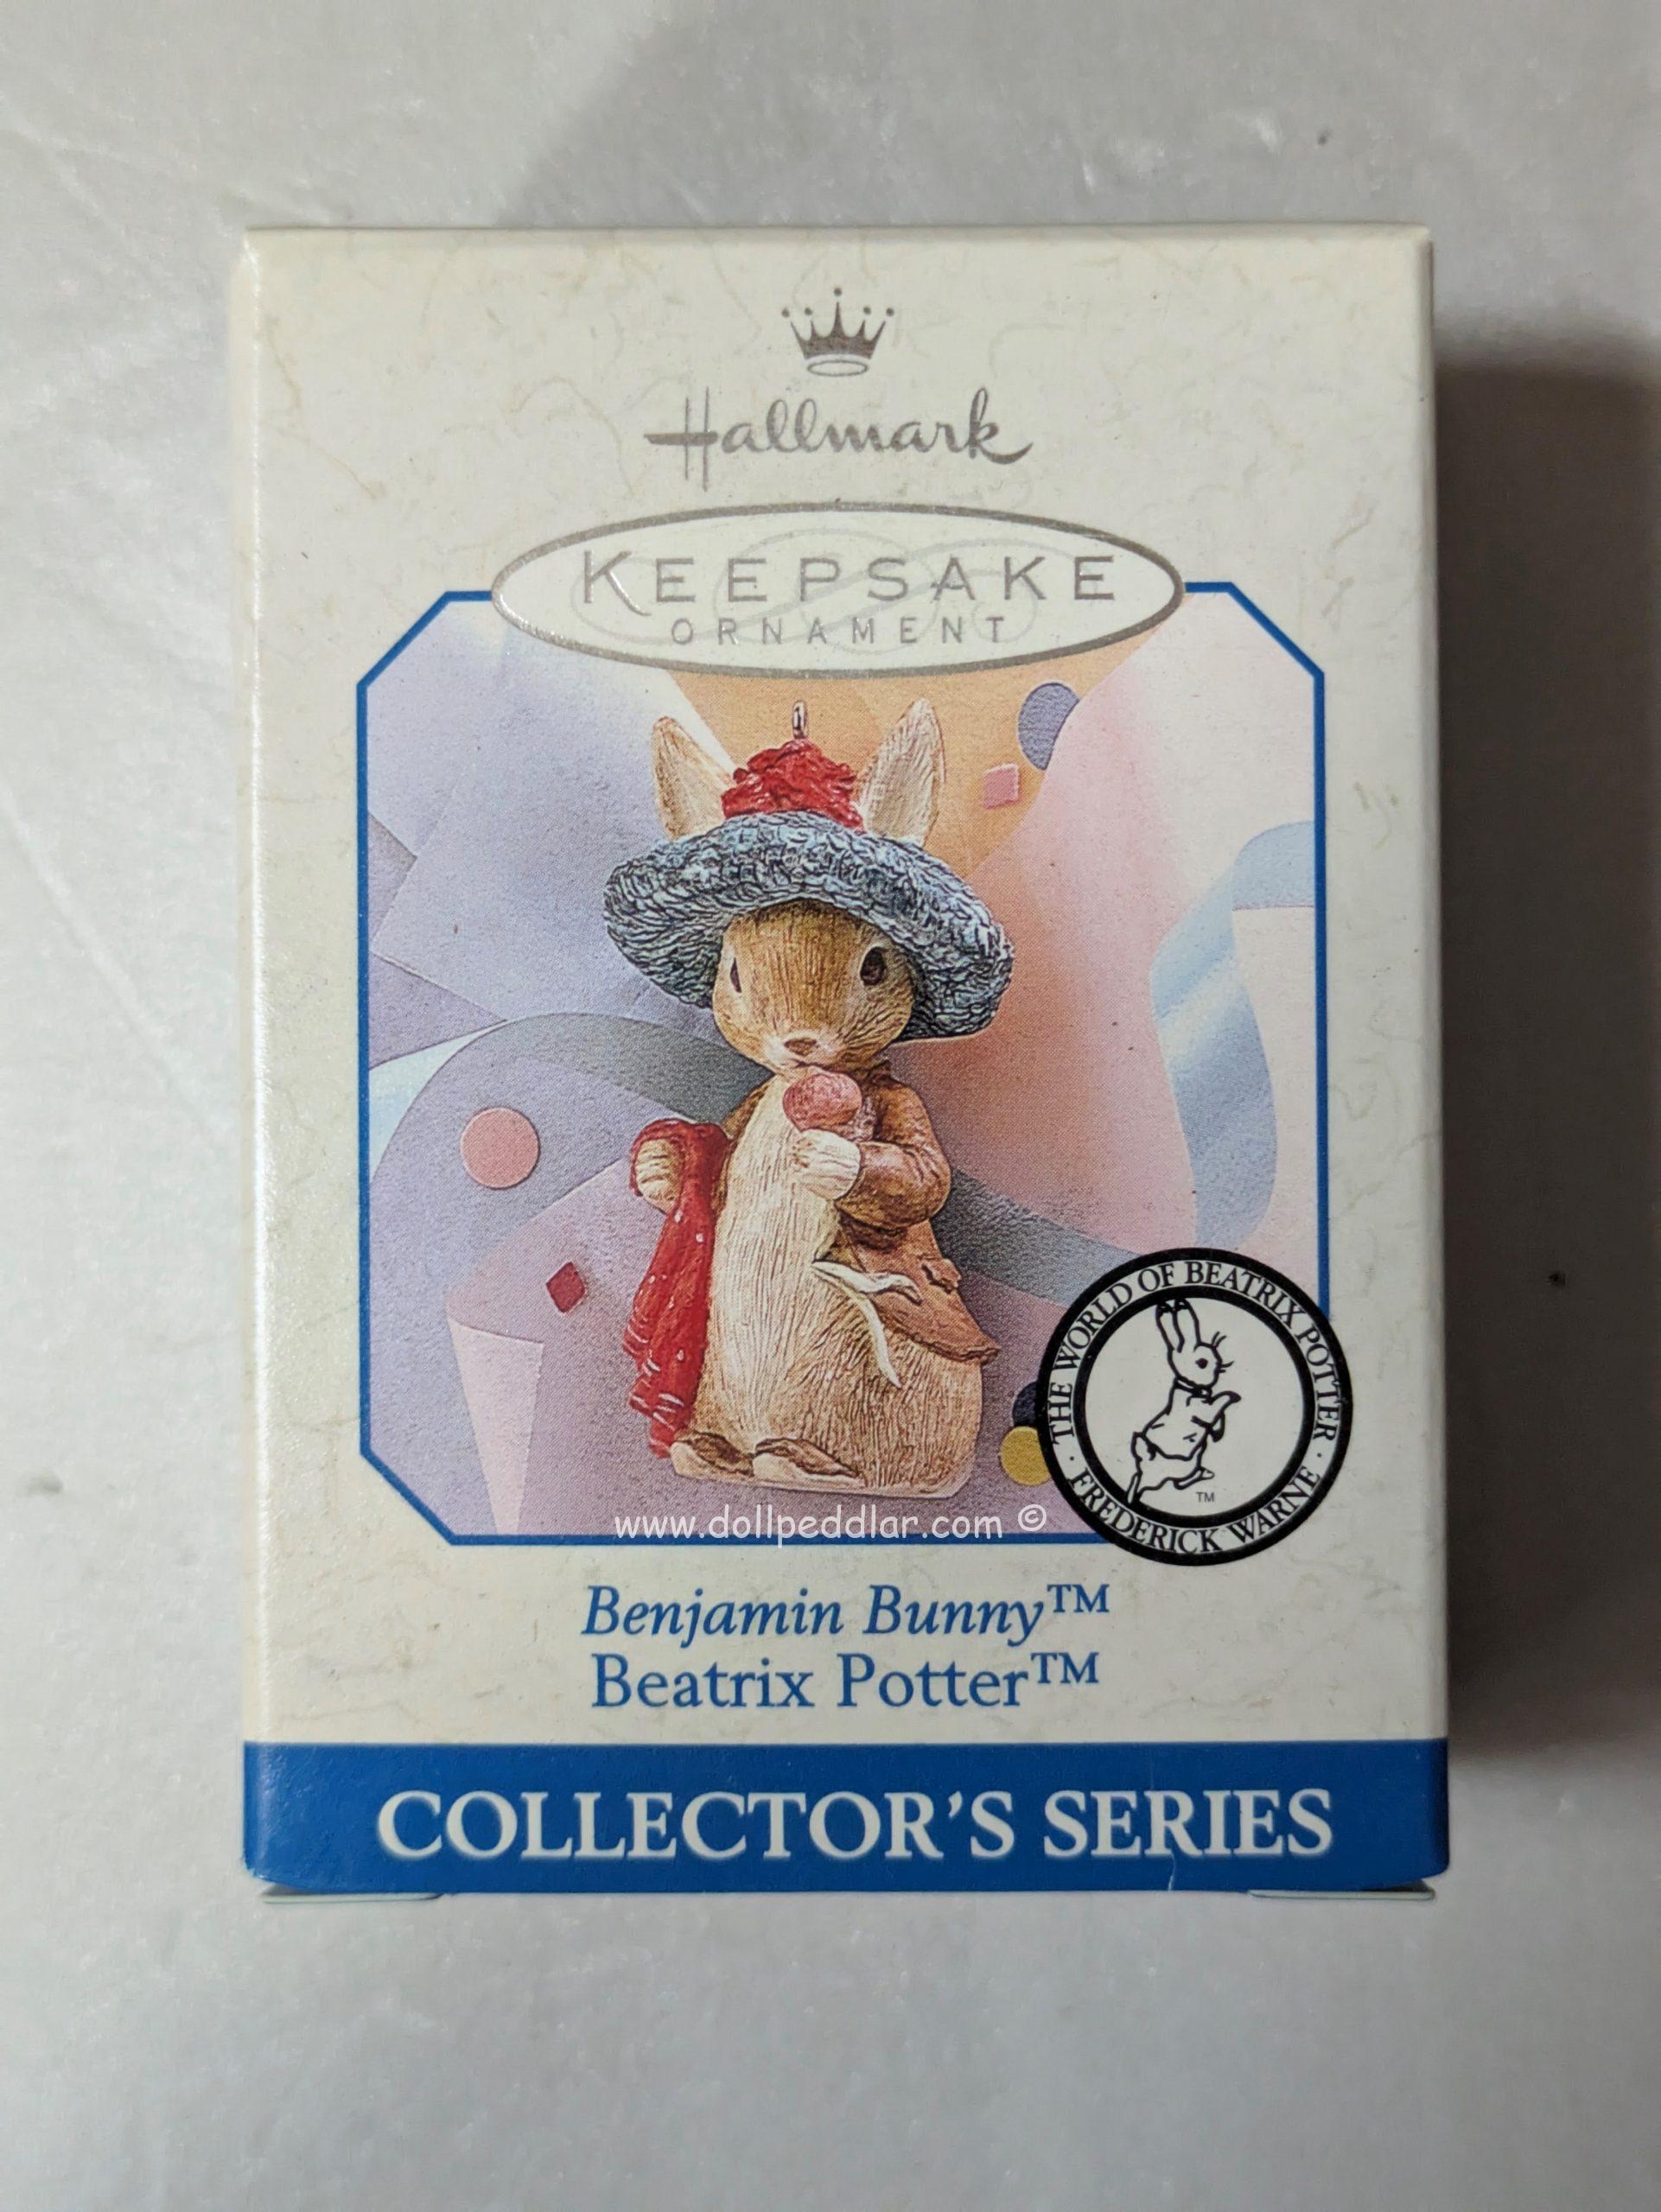 Hallmark
KEEPSAKE
ORNAMENT
THE WORLD OF BEATRIX POTTER
· FREDERICK WARNE ·
TM
www.dollpeddlar.com ©
Benjamin Bunny™
Beatrix Potter™
COLLECTOR'S SERIES